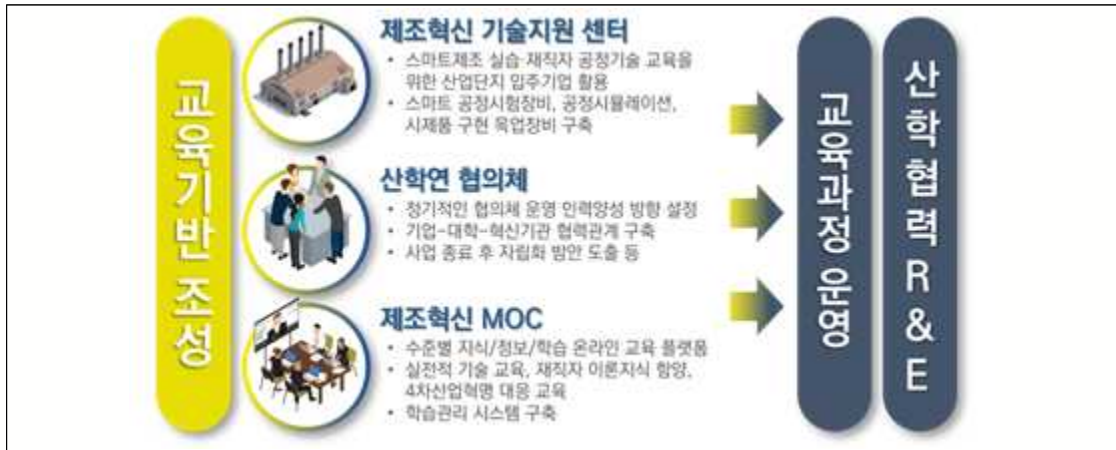 교육기반 조성
제조혁신 기술지원 센터
• 스마트제조 실습·재직자 공정기술 교육을
위한 산업단지 입주기업 활용
• 스마트 공정시험장비, 공정시뮬레이션,
시제품 구현 목업장비 구축
산학연 협의체
• 정기적인 협의체 운영 인력양성 방향 설정
• 기업-대학-혁신기관 협력관계 구축
• 사업 종료 후 자립화 방안 도출 등
제조혁신 MOC
• 수준별 지식/정보/학습 온라인 교육 플랫폼
• 실전적 기술 교육, 재직자 이론지식 함양,
4차산업혁명 대응 교육
• 학습관리 시스템 구축
교육과정 운영
산학협력 R&E